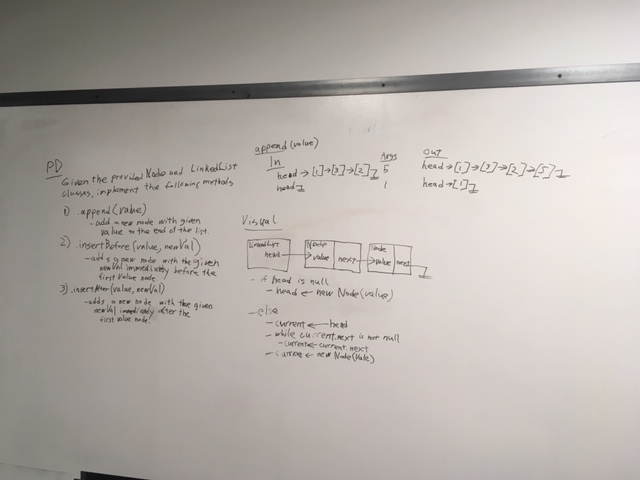 PD
Given the provided Node and LinkedList
classes, implement the following methods
1) .append(value)
- add a new node with given
value to the end of the list.
2) .insertBefore(value, newVal)
- adds a new node with the given
newVal immediately before the
first value node.
3) .insertAfter(value, newVal)
- adds a new node with the given
newVal immediately after the
first value node.
append(value)
In Args Out
head → [1] → [3] → [2] 5 head → [1] → [3] → [2] → [5]
head 1 head → [1]
Visual
LinkedList Node Node
head value next value next
- if head is null
- head ← new Node(value)
- else
- current ← head
- while current.next is not null
- current ← current.next
- current ← new Node(value)